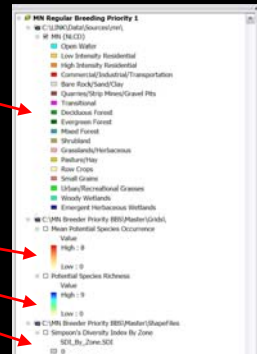 MN Regular Breeding Priority 1
C:\LINK\Data\Sources\mn\
MN (NLCD)
Open Water
Low Intensity Residential
High Intensity Residential
Commercial/Industrial/Transportation
Bare Rock/Sand/Clay
Quarries/Strip Mines/Gravel Pits
Transitional
Deciduous Forest
Evergreen Forest
Mixed Forest
Shrubland
Grasslands/Herbaceous
Pasture/Hay
Row Crops
Small Grains
Urban/Recreational Grasses
Woody Wetlands
Emergent Herbaceous Wetlands
C:\MN Breeder Priority BBS\Master\Grids\
Mean Potential Species Occurrence
Value
High : 8
Low : 0
Potential Species Richness
Value
High : 9
Low : 0
C:\MN Breeder Priority BBS\Master\ShapeFiles
Simpson's Diversity Index By Zone
SDI_By_Zone.SDI
0